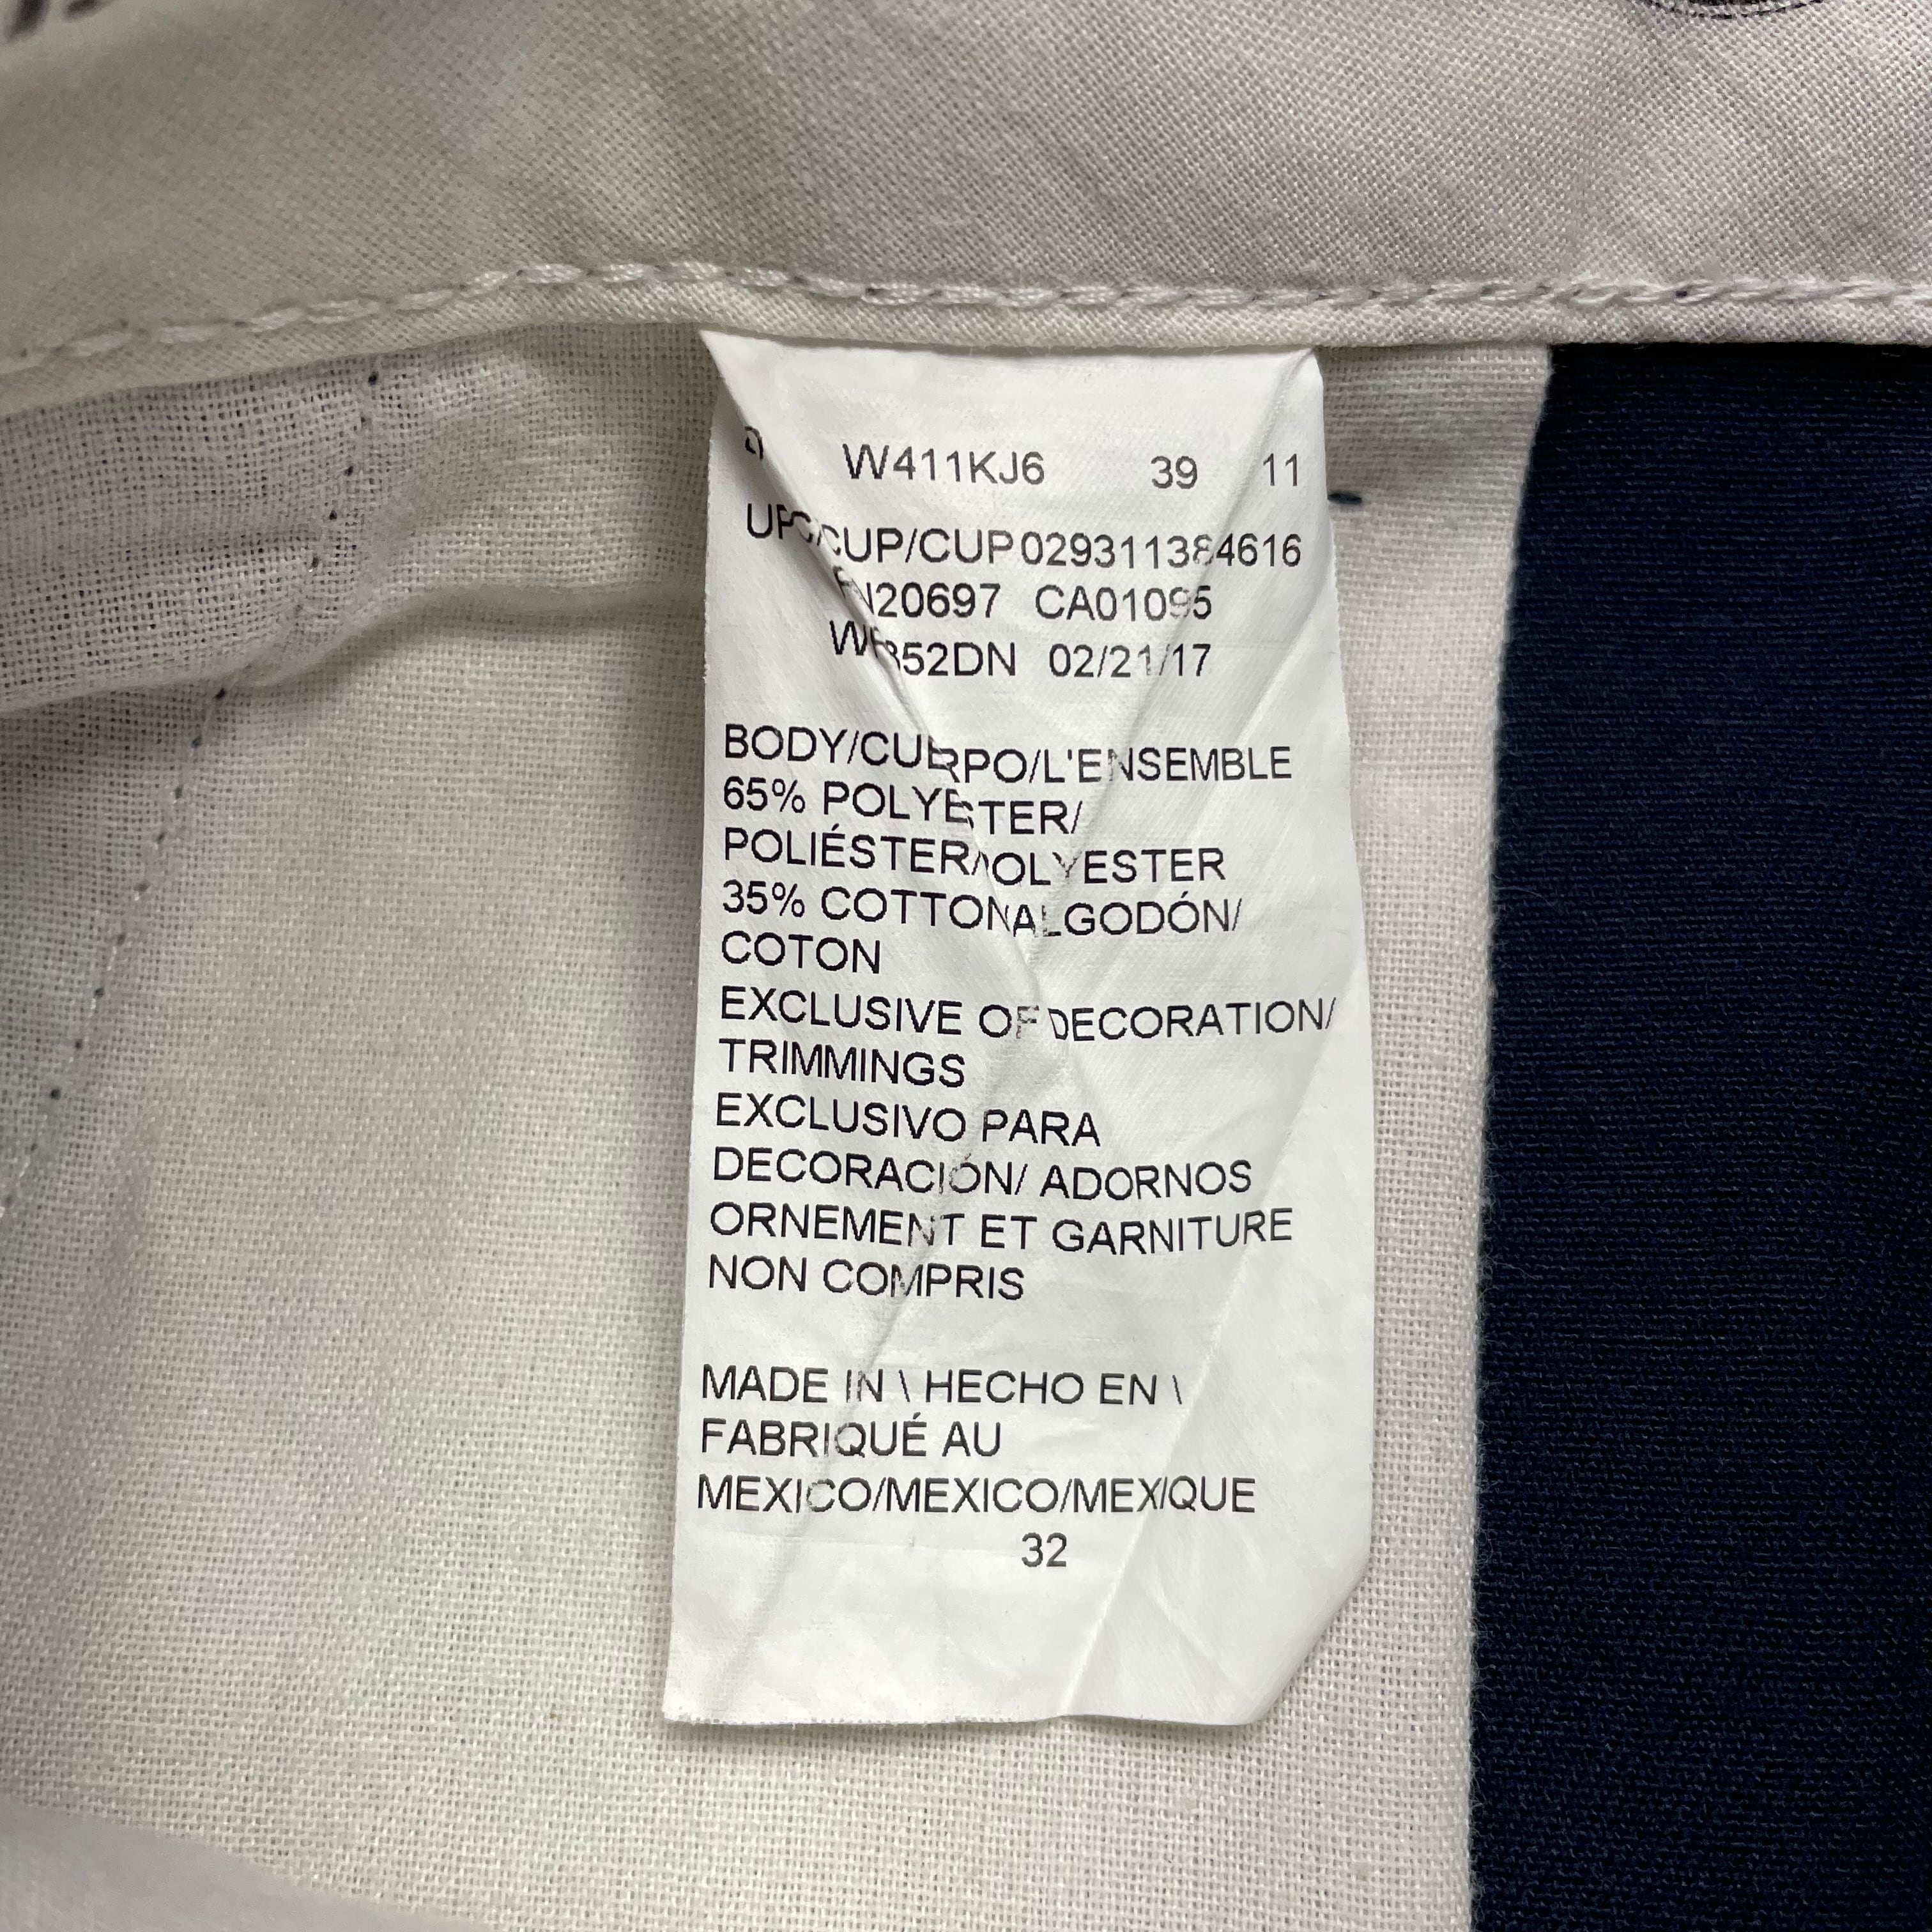 W411KJ6 39 11
UPC/CUP/CUP 029311384616
RN20697 CA01095
02/21/17
BODY/CUERPO/L'ENSEMBLE
65% POLYESTER/
POLIÉSTER/POLYESTER
35% COTTON/ALGODÓN/
COTON
EXCLUSIVE OF DECORATION/
TRIMMINGS
EXCLUSIVO PARA
DECORACIÓN/ ADORNOS
ORNEMENT ET GARNITURE
NON COMPRIS
MADE IN \ HECHO EN \
FABRIQUÉ AU
MEXICO/MEXICO/MEXIQUE
32